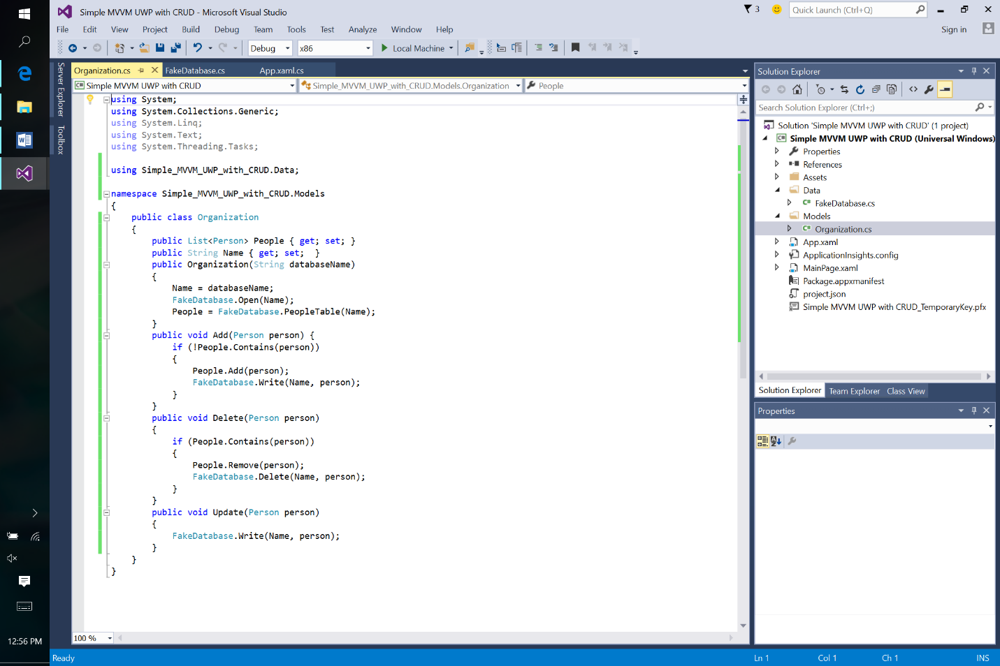 Simple MVVM UWP with CRUD - Microsoft Visual Studio
3
Quick Launch (Ctrl+Q)
File Edit View Project Build Debug Team Tools Test Analyze Window Help
Sign in
Debug x86 Local Machine
Server Explorer
Toolbox
Organization.cs FakeDatabase.cs App.xaml.cs
Simple MVVM UWP with CRUD Simple_MVVM_UWP_with_CRUD.Models.Organization People
using System;
using System.Collections.Generic;
using System.Linq;
using System.Text;
using System.Threading.Tasks;
using Simple_MVVM_UWP_with_CRUD.Data;
namespace Simple_MVVM_UWP_with_CRUD.Models
{
public class Organization
{
public List<Person> People { get; set; }
public String Name { get; set; }
public Organization(String databaseName)
{
Name = databaseName;
FakeDatabase.Open(Name);
People = FakeDatabase.PeopleTable(Name);
}
public void Add(Person person) {
if (!People.Contains(person))
{
People.Add(person);
FakeDatabase.Write(Name, person);
}
}
public void Delete(Person person)
{
if (People.Contains(person))
{
People.Remove(person);
FakeDatabase.Delete(Name, person);
}
}
public void Update(Person person)
{
FakeDatabase.Write(Name, person);
}
}
}
100 %
Solution Explorer
Search Solution Explorer (Ctrl+;)
Solution 'Simple MVVM UWP with CRUD' (1 project)
Simple MVVM UWP with CRUD (Universal Windows)
Properties
References
Assets
Data
C# FakeDatabase.cs
Models
C# Organization.cs
App.xaml
ApplicationInsights.config
MainPage.xaml
Package.appxmanifest
project.json
Simple MVVM UWP with CRUD_TemporaryKey.pfx
Solution Explorer Team Explorer Class View
Properties
12:56 PM
Ready Ln 1 Col 1 Ch 1 INS